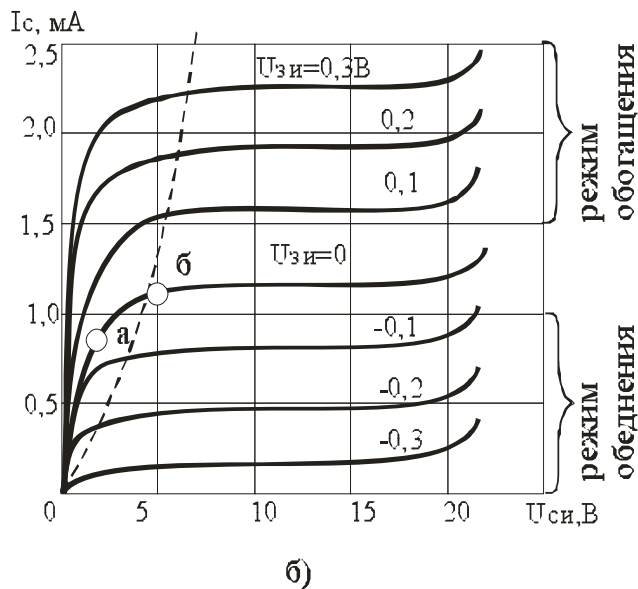 Iс, мА
2,5
2,0
1,5
1,0
0,5
0
5
10
15
20
Uси,В
Uзи=0,3В
0,2
0,1
Uзи=0
-0,1
-0,2
-0,3
а
б
режим
обогащения
режим
обеднения
б)